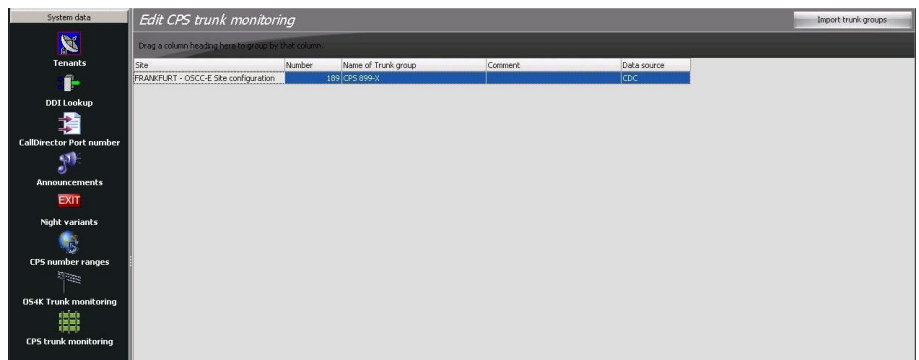 System data
Tenants
DDI Lookup
CallDirector Port number
Announcements
EXIT
Night variants
CPS number ranges
OS4K Trunk monitoring
CPS trunk monitoring
Edit CPS trunk monitoring
Import trunk groups
Drag a column heading here to group by that column.
Site Number Name of Trunk group Comment Data source
FRANKFURT - OSCC-E Site configuration 189 CPS 899-X CDC